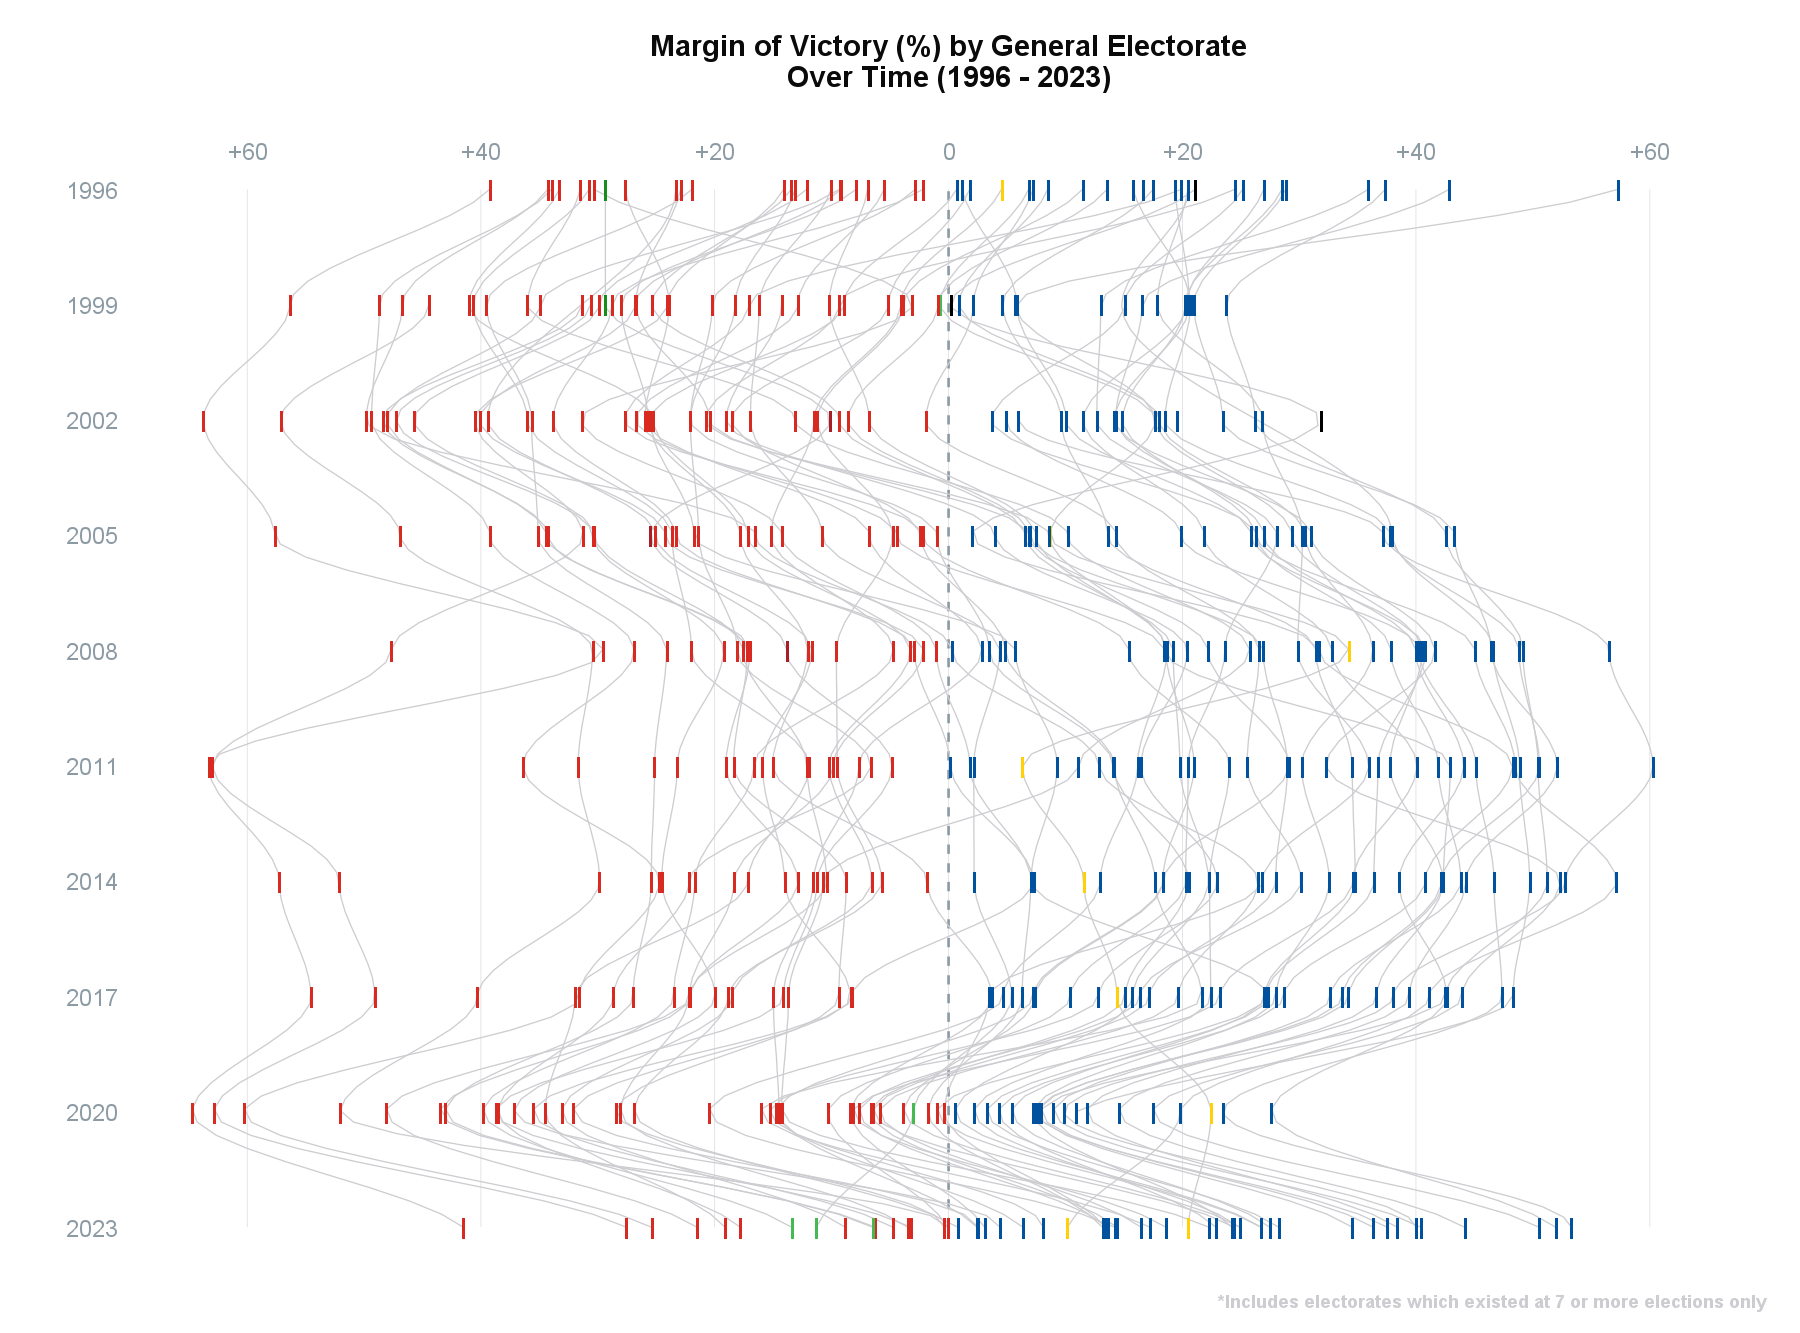 Margin of Victory (%) by General Electorate
Over Time (1996 - 2023)
+60 +40 +20 0 +20 +40 +60
1996
1999
2002
2005
2008
2011
2014
2017
2020
2023
*Includes electorates which existed at 7 or more elections only